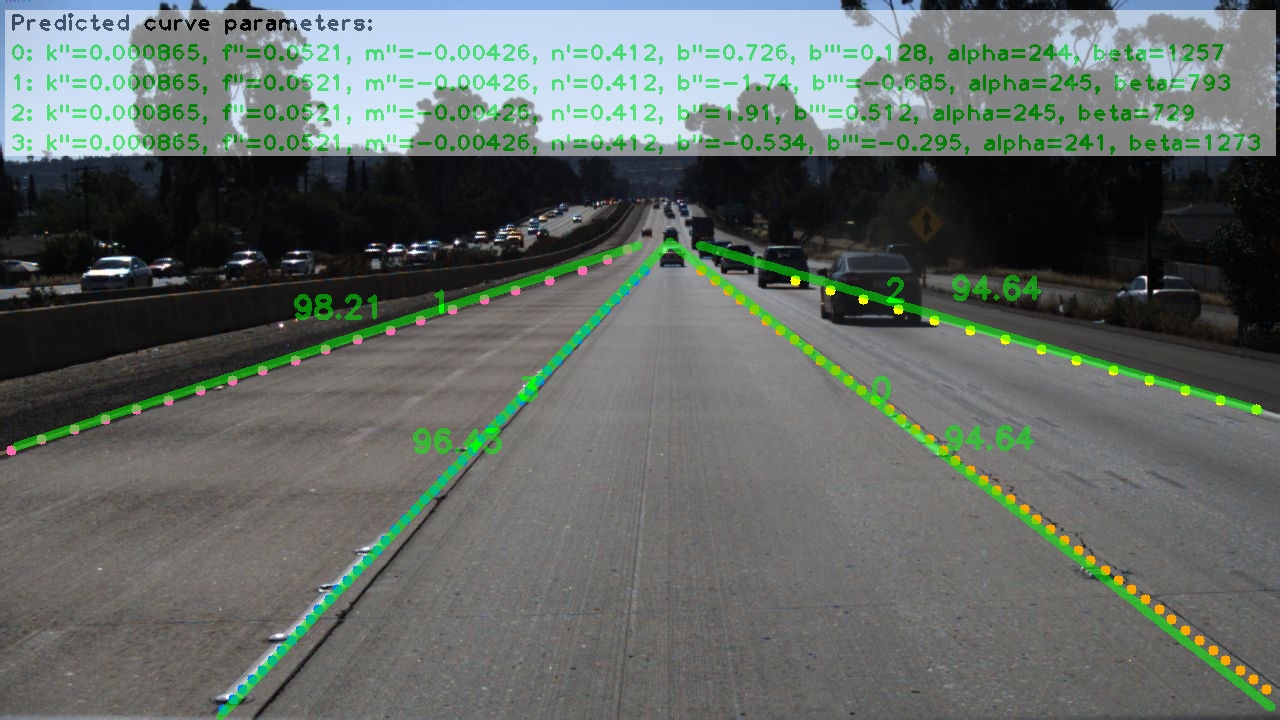 Predicted curve parameters:
0: k''=0.000865, f''=0.0521, m''=-0.00426, n'=0.412, b''=0.726, b'''=0.128, alpha=244, beta=1257
1: k''=0.000865, f''=0.0521, m''=-0.00426, n'=0.412, b''=-1.74, b'''=-0.685, alpha=245, beta=793
2: k''=0.000865, f''=0.0521, m''=-0.00426, n'=0.412, b''=1.91, b'''=0.512, alpha=245, beta=729
3: k''=0.000865, f''=0.0521, m''=-0.00426, n'=0.412, b''=-0.534, b'''=-0.295, alpha=241, beta=1273
98.21 1 2 94.64
3 0
96.43 94.64